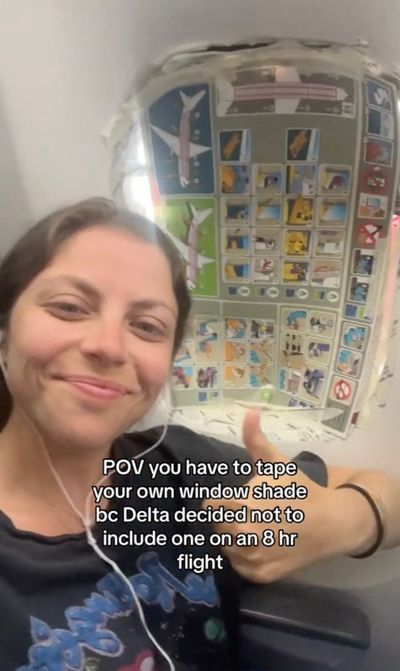 POV you have to tape
your own window shade
bc Delta decided not to
include one on an 8 hr
flight